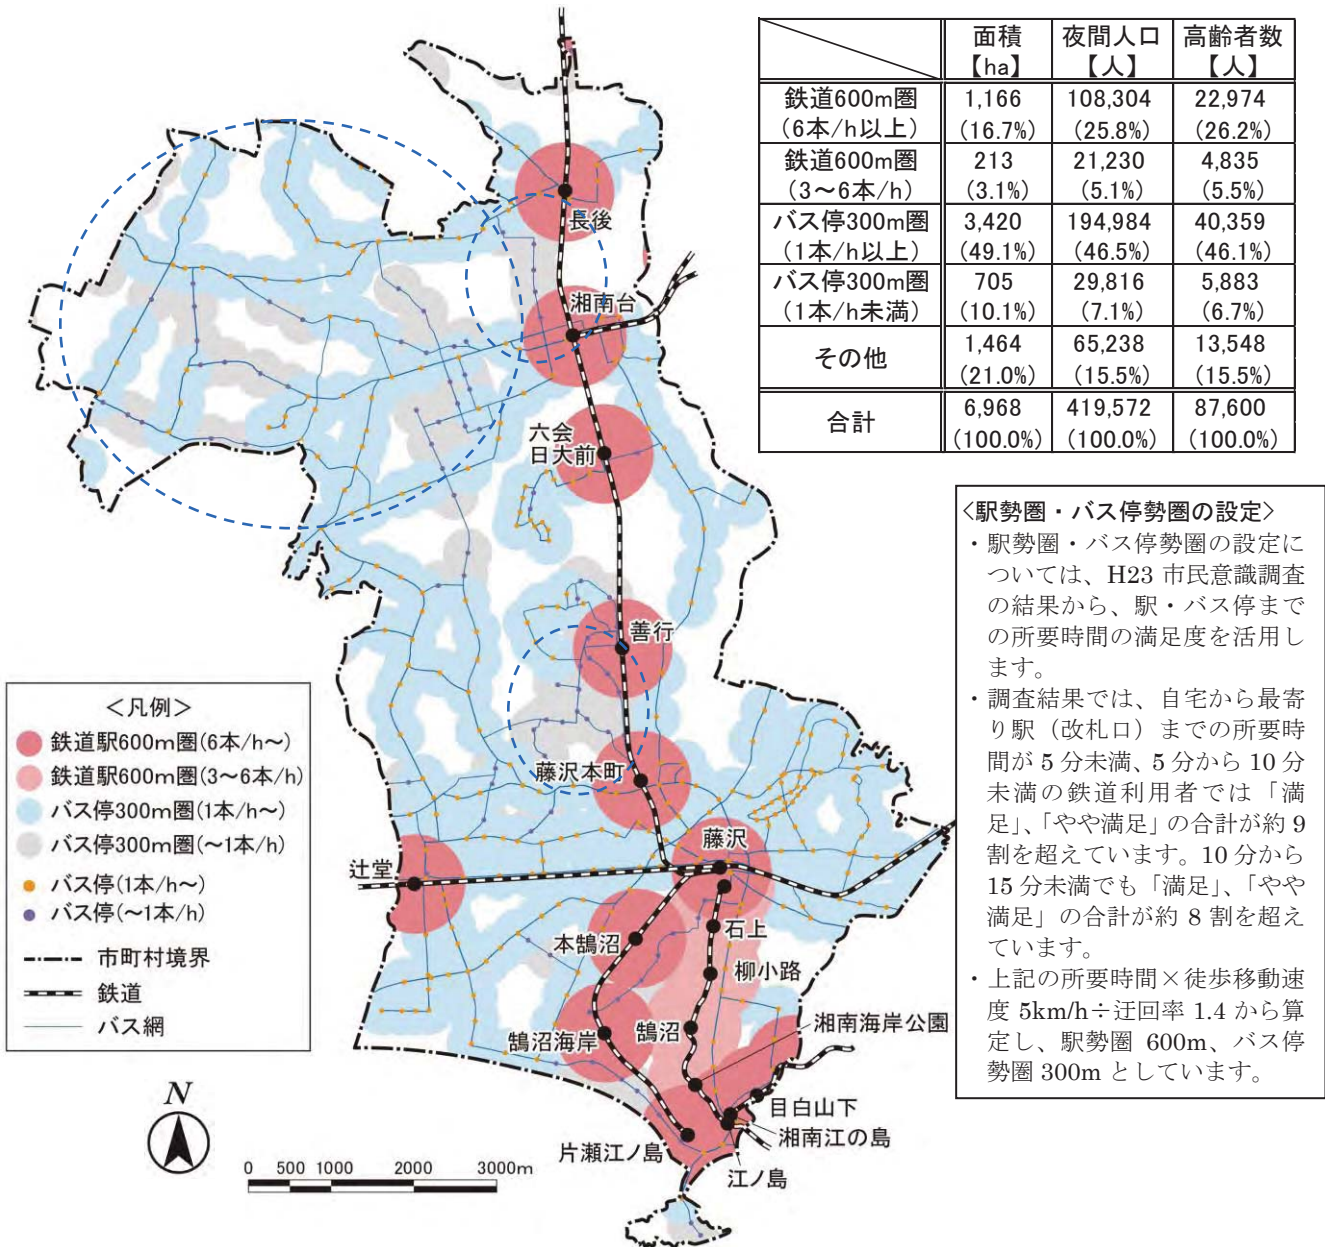 面積 夜間人口 高齢者数
【ha】 【人】 【人】
鉄道600m圏 1,166 108,304 22,974
(6本/h以上) (16.7%) (25.8%) (26.2%)
鉄道600m圏 213 21,230 4,835
(3～6本/h) (3.1%) (5.1%) (5.5%)
バス停300m圏 3,420 194,984 40,359
(1本/h以上) (49.1%) (46.5%) (46.1%)
バス停300m圏 705 29,816 5,883
(1本/h未満) (10.1%) (7.1%) (6.7%)
その他 1,464 65,238 13,548
(21.0%) (15.5%) (15.5%)
合計 6,968 419,572 87,600
(100.0%) (100.0%) (100.0%)
長後
湘南台
六会
日大前
善行
藤沢本町
藤沢
辻堂
石上
本鵠沼
柳小路
鵠沼
鵠沼海岸
湘南海岸公園
目白山下
湘南江の島
片瀬江ノ島
江ノ島
<駅勢圏・バス停勢圏の設定>
・駅勢圏・バス停勢圏の設定に
ついては、H23 市民意識調査
の結果から、駅・バス停まで
の所要時間の満足度を活用し
ます。
・調査結果では、自宅から最寄
り駅（改札口）までの所要時
間が 5 分未満、5 分から 10 分
未満の鉄道利用者では「満
足」、「やや満足」の合計が約 9
割を超えています。10 分から
15 分未満でも「満足」、「やや
満足」の合計が約 8 割を超え
ています。
・上記の所要時間×徒歩移動速
度 5km/h÷迂回率 1.4 から算
定し、駅勢圏 600m、バス停
勢圏 300m としています。
<凡例>
鉄道駅600m圏(6本/h～)
鉄道駅600m圏(3～6本/h)
バス停300m圏(1本/h～)
バス停300m圏(～1本/h)
バス停(1本/h～)
バス停(～1本/h)
市町村境界
鉄道
バス網
N
0 500 1000 2000 3000m